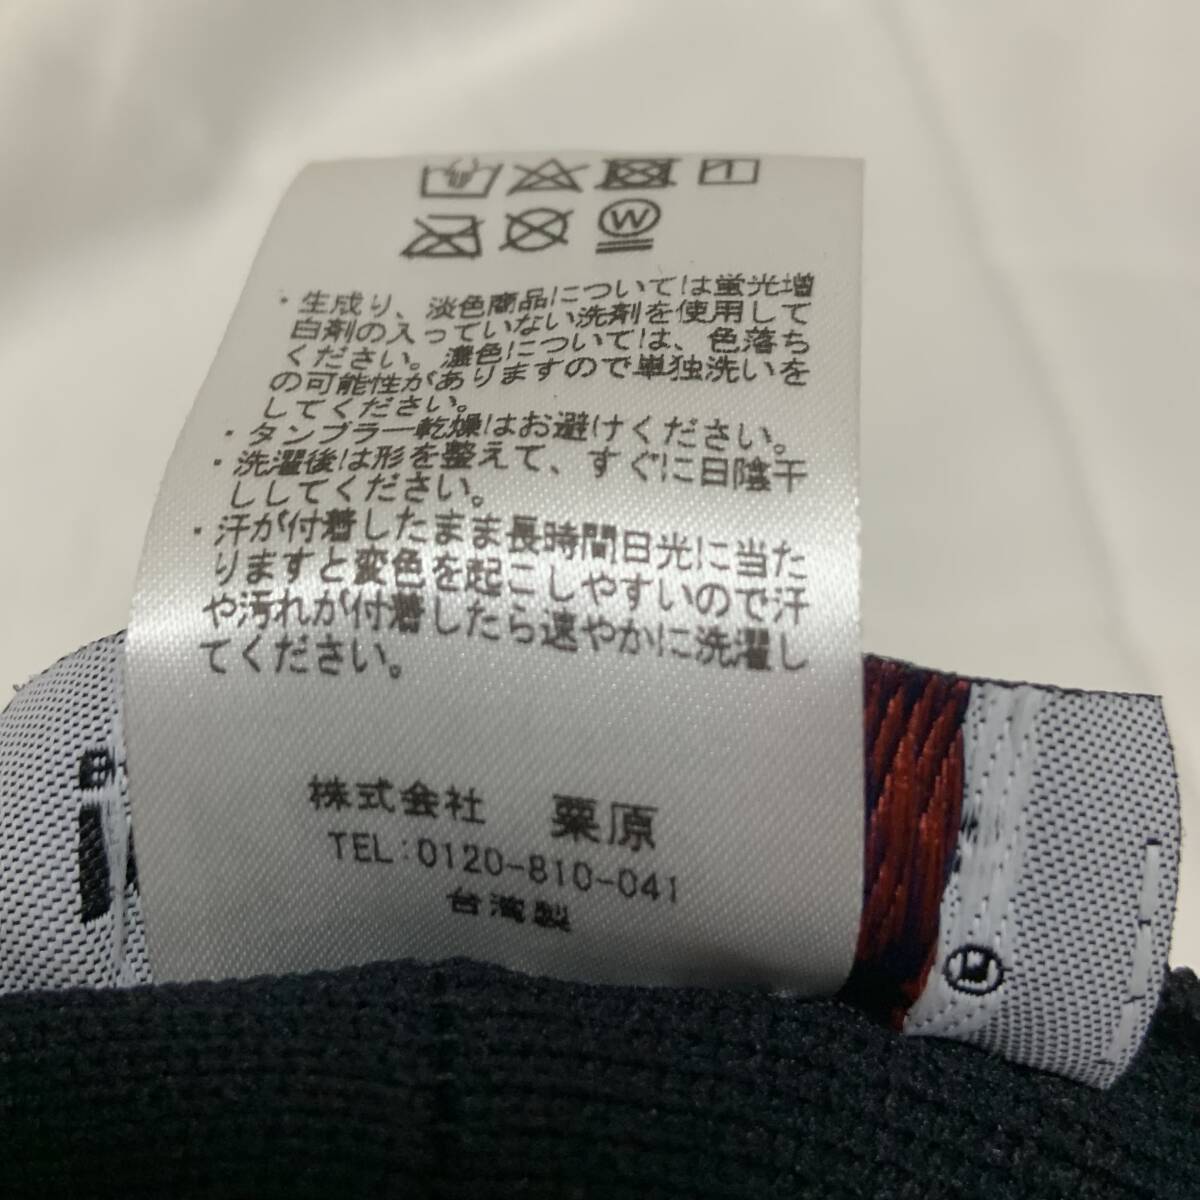 W
・生成り、淡色商品については蛍光増
白剤の入っていない洗剤を使用して
ください。濃色については、色落ち
の可能性がありますので単独洗いを
してください。
・タンブラー乾燥はお避けください。
・洗濯後は形を整えて、すぐに日陰干
ししてください。
・汗が付着したまま長時間日光に当た
りますと変色を起こしやすいので汗
や汚れが付着したら速やかに洗濯し
てください。
株式会社 栗原
TEL:0120-810-041
台湾製
L